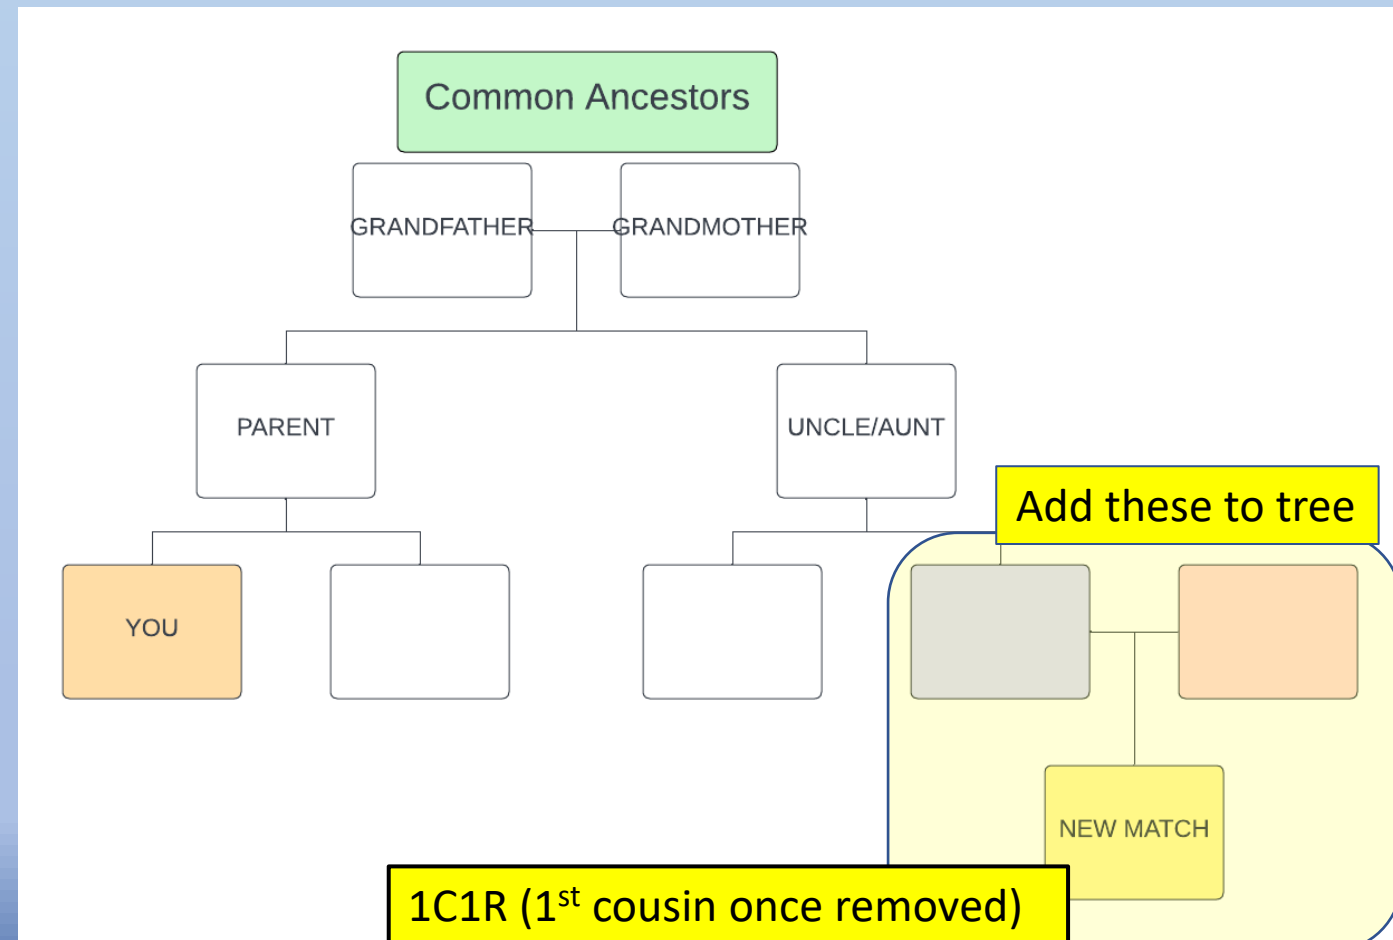 Common Ancestors
GRANDFATHER
GRANDMOTHER
PARENT
UNCLE/AUNT
Add these to tree
YOU
NEW MATCH
1C1R (1st cousin once removed)